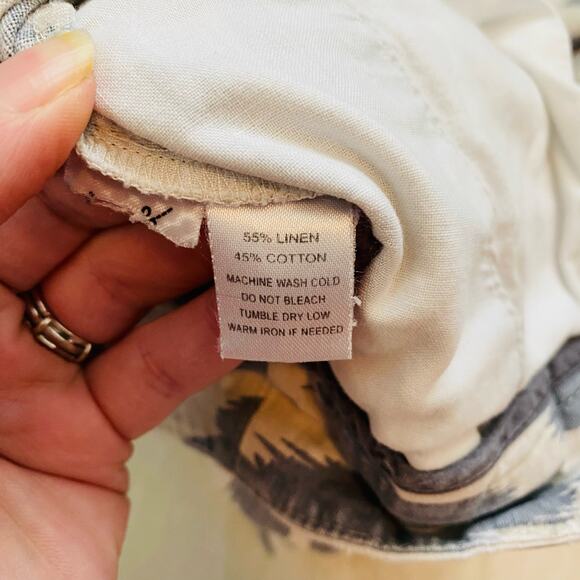 55% LINEN
45% COTTON
MACHINE WASH COLD
DO NOT BLEACH
TUMBLE DRY LOW
WARM IRON IF NEEDED